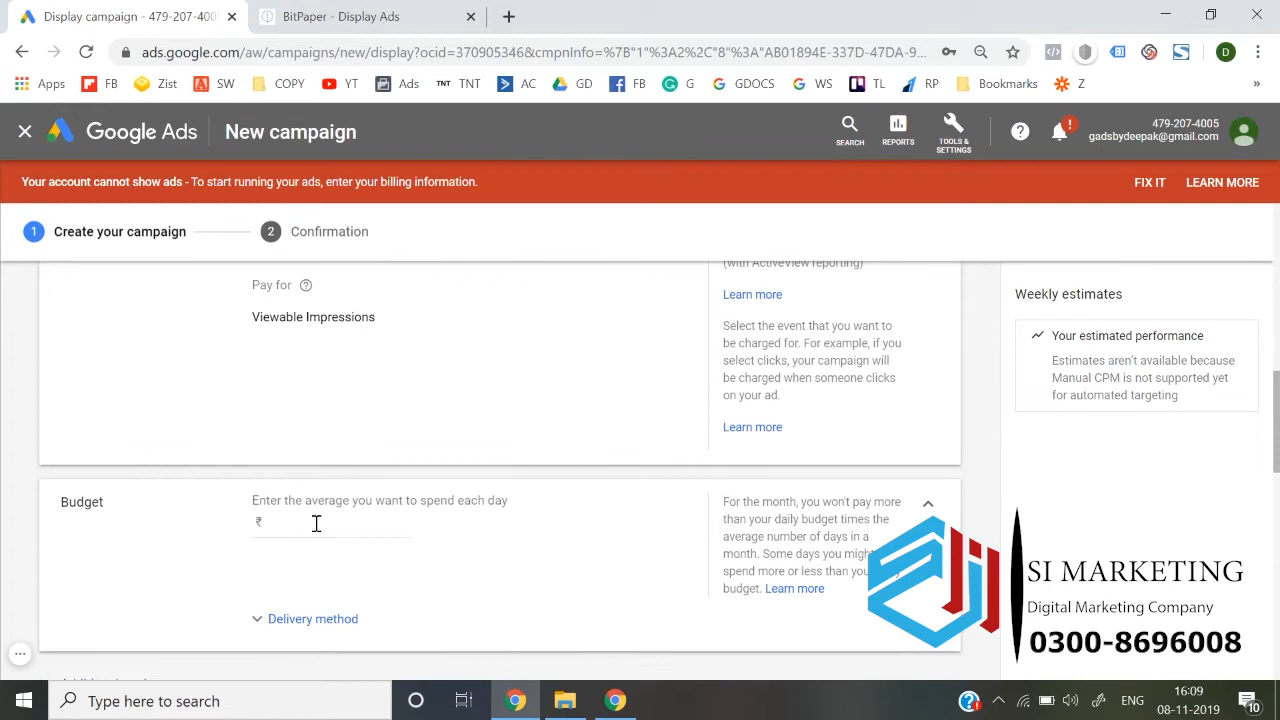 Display campaign - 479-207-400
BitPaper - Display Ads
ads.google.com/aw/campaigns/new/display?ocid=370905346&cmpnInfo=%7B"1"%3A2%2C"8"%3A"AB01894E-337D-47DA-9...
D
Apps FB Zist SW COPY YT Ads TNT TNT AC GD FB G GDOCS WS TL RP Bookmarks Z »
Google Ads New campaign
SEARCH
REPORTS
TOOLS &
SETTINGS
479-207-4005
gadsbydeepak@gmail.com
Your account cannot show ads - To start running your ads, enter your billing information.
FIX IT LEARN MORE
1 Create your campaign 2 Confirmation
Pay for
Viewable Impressions
(with ActiveView reporting)
Learn more
Select the event that you want to
be charged for. For example, if you
select clicks, your campaign will
be charged when someone clicks
on your ad.
Learn more
Weekly estimates
Your estimated performance
Estimates aren't available because
Manual CPM is not supported yet
for automated targeting
Budget
Enter the average you want to spend each day
₹
Delivery method
For the month, you won't pay more
than your daily budget times the
average number of days in a
month. Some days you might
spend more or less than
budget. Learn more
SI MARKETING
Digital Marketing Company
0300-8696008
Type here to search
ENG
16:09
08-11-2019
10